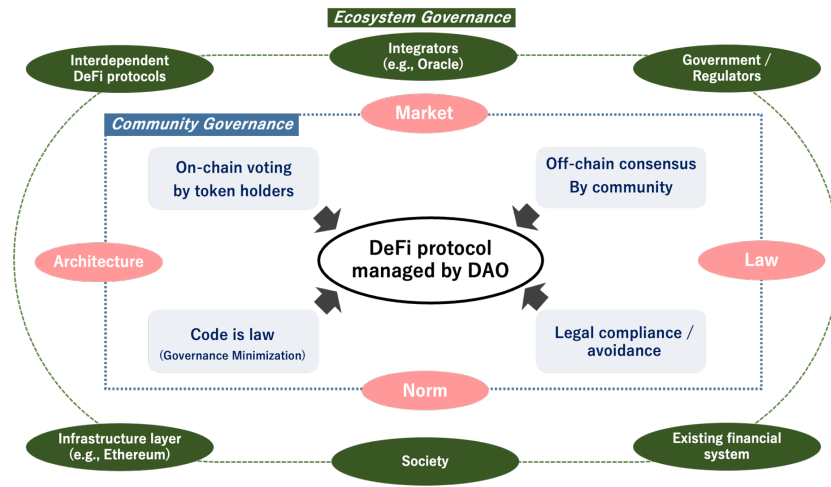 Ecosystem Governance
Interdependent
DeFi protocols
Integrators
(e.g., Oracle)
Government /
Regulators
Market
Community Governance
On-chain voting
by token holders
Off-chain consensus
By community
DeFi protocol
managed by DAO
Architecture
Law
Code is law
(Governance Minimization)
Legal compliance /
avoidance
Norm
Infrastructure layer
(e.g., Ethereum)
Society
Existing financial
system